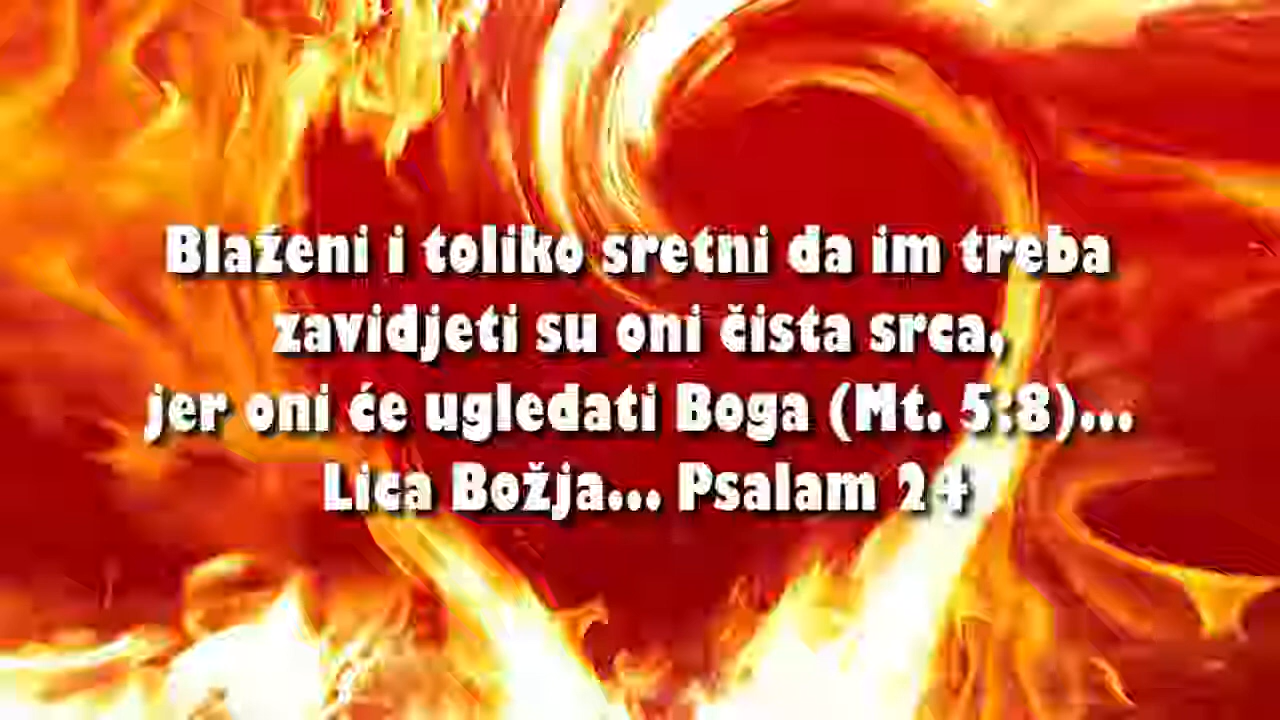 Blaženi i toliko sretni da im treba
zavidjeti su oni čista srca,
jer oni će ugledati Boga (Mt. 5:8)...
Lica Božja... Psalam 24